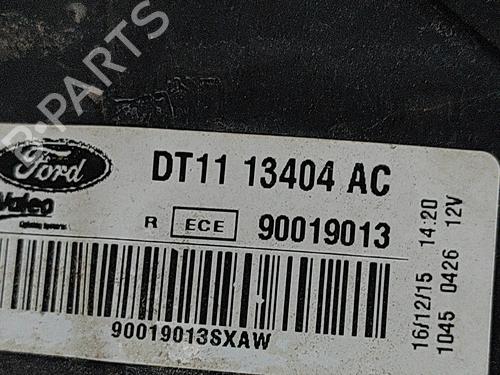 B-PARTS
Ford
DT11 13404 AC
Valeo
R ECE 90019013
90019013SXAW
16/12/15 14:20
1045 0426 12V